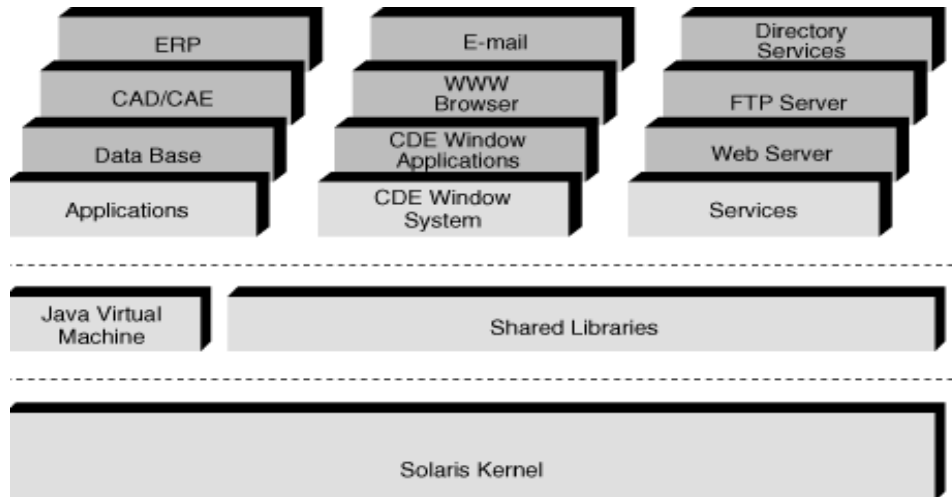 ERP
E-mail
Directory
Services
CAD/CAE
WWW
Browser
FTP Server
Data Base
CDE Window
Applications
Web Server
Applications
CDE Window
System
Services
Java Virtual
Machine
Shared Libraries
Solaris Kernel